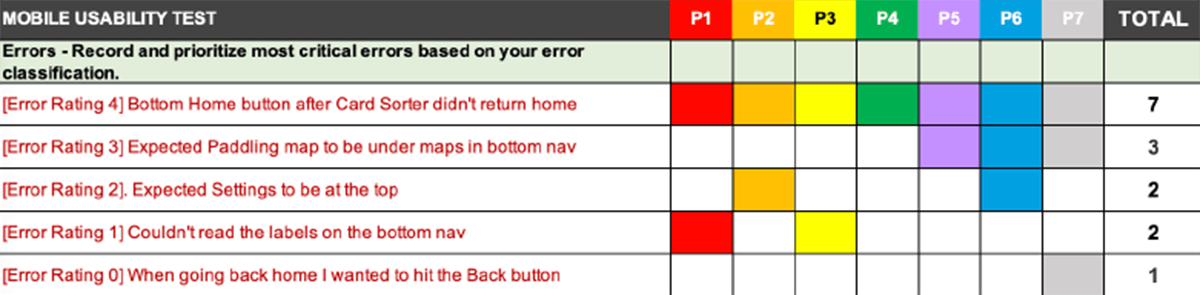 MOBILE USABILITY TEST P1 P2 P3 P4 P5 P6 P7 TOTAL
Errors - Record and prioritize most critical errors based on your error
classification.
[Error Rating 4] Bottom Home button after Card Sorter didn't return home 7
[Error Rating 3] Expected Paddling map to be under maps in bottom nav 3
[Error Rating 2]. Expected Settings to be at the top 2
[Error Rating 1] Couldn't read the labels on the bottom nav 2
[Error Rating 0] When going back home I wanted to hit the Back button 1